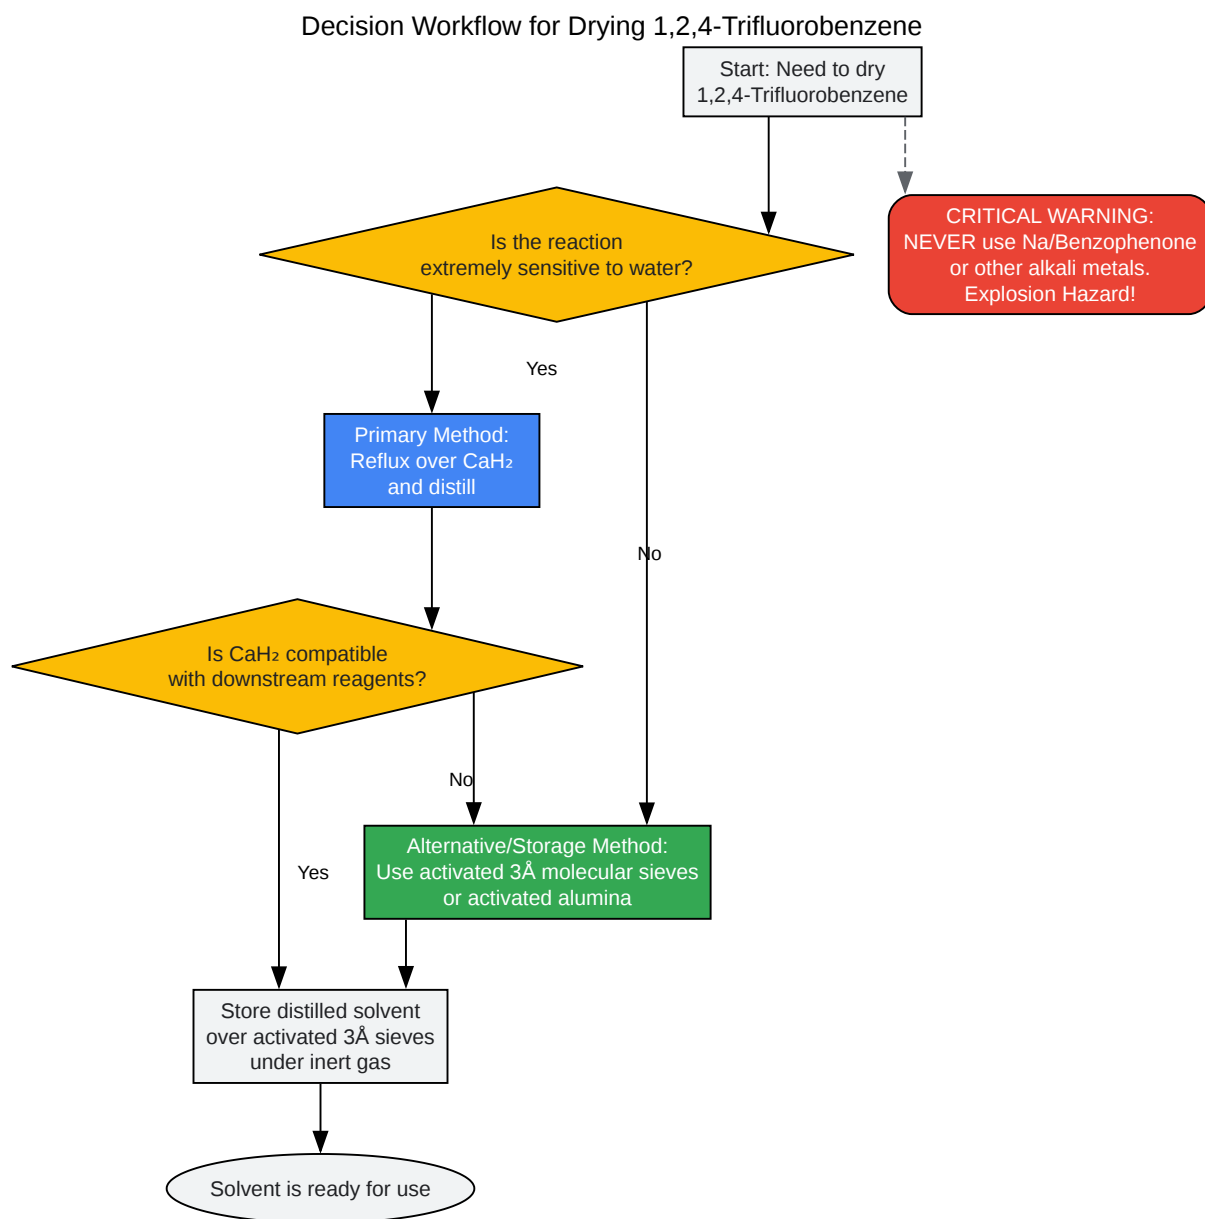 Decision Workflow for Drying 1,2,4-Trifluorobenzene
Start: Need to dry
1,2,4-Trifluorobenzene
CRITICAL WARNING:
NEVER use Na/Benzophenone
or other alkali metals.
Explosion Hazard!
Is the reaction
extremely sensitive to water?
Yes
Primary Method:
Reflux over CaH₂
and distill
No
Is CaH₂ compatible
with downstream reagents?
No
Alternative/Storage Method:
Use activated 3Å molecular sieves
or activated alumina
Yes
Store distilled solvent
over activated 3Å sieves
under inert gas
Solvent is ready for use